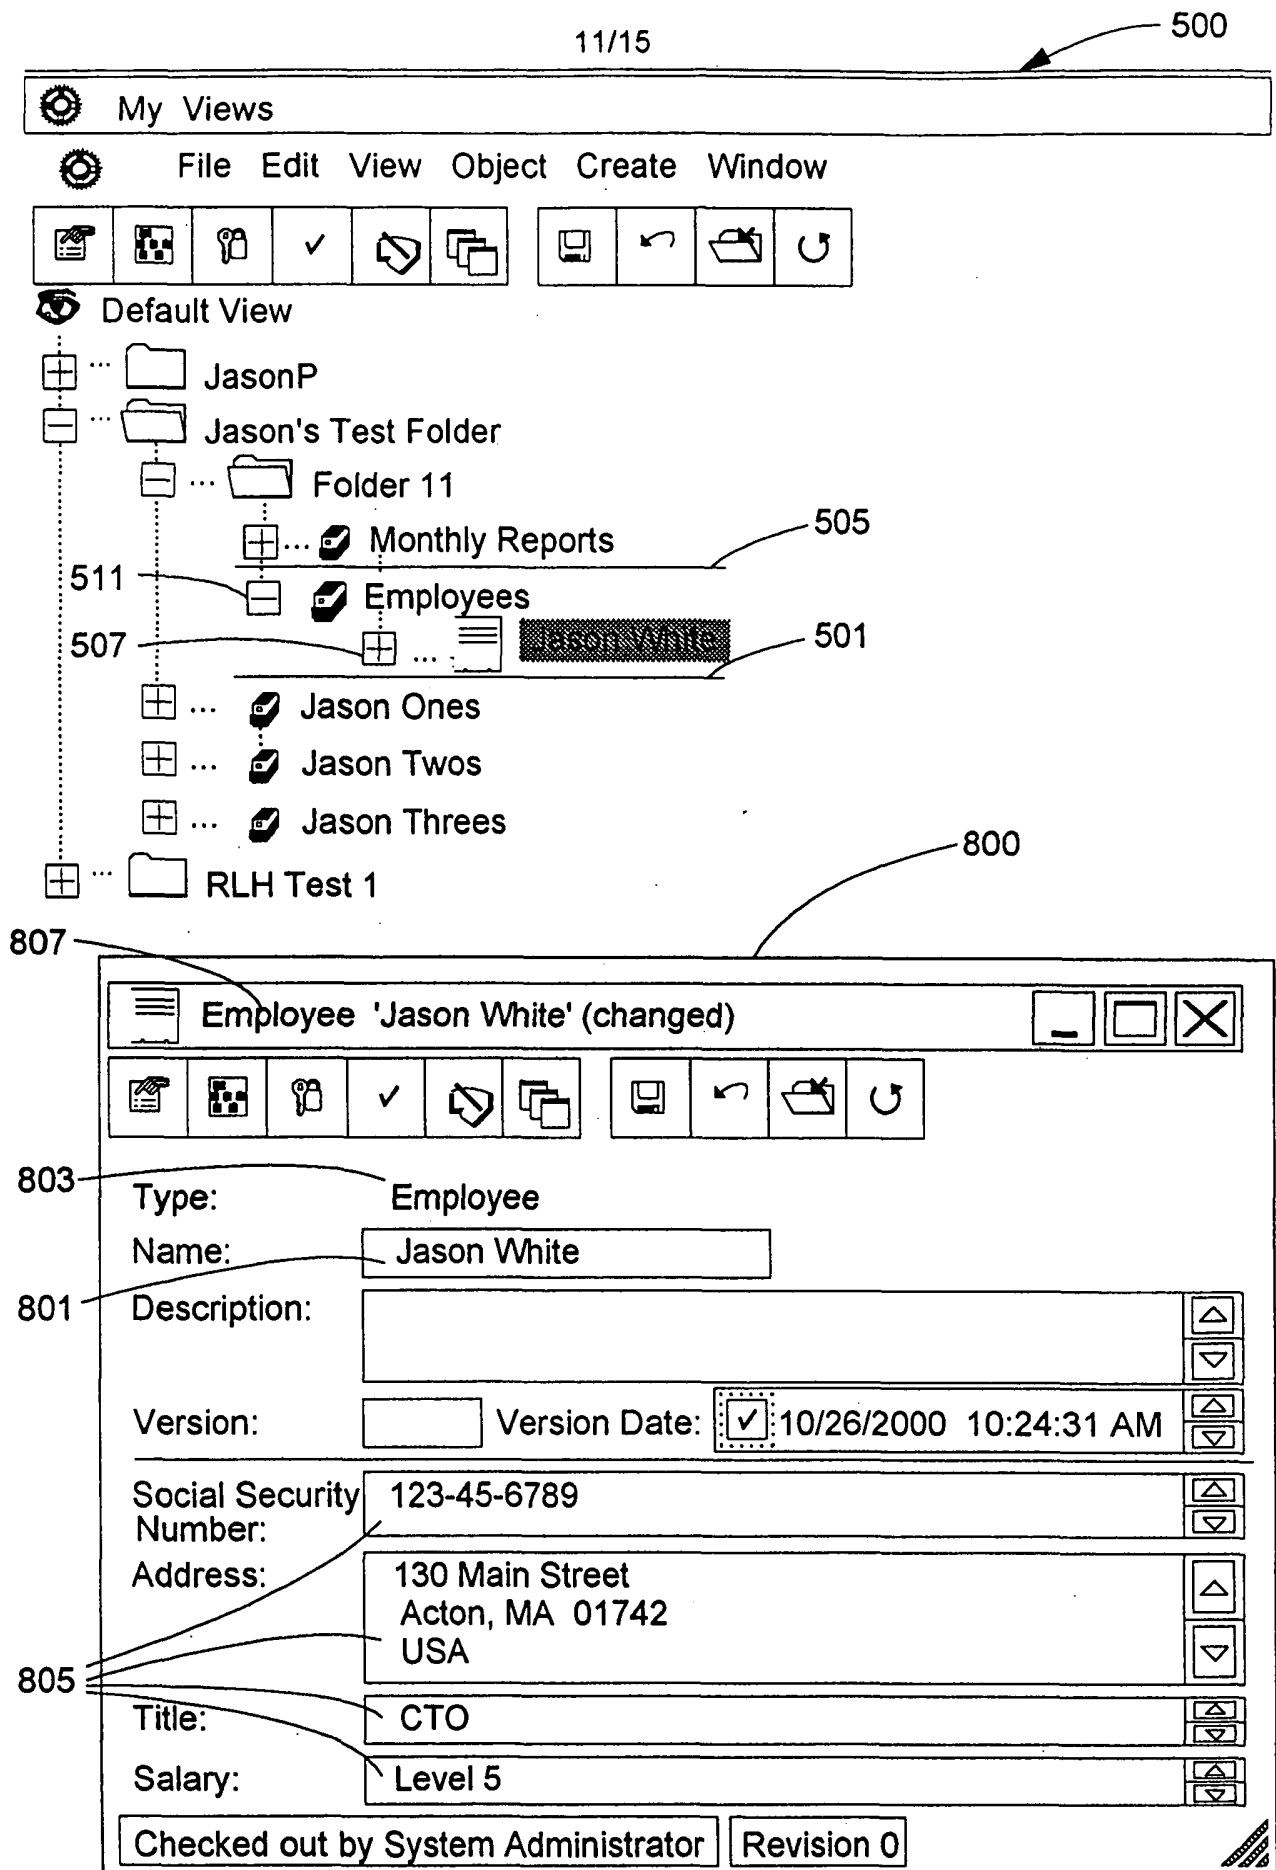 11/15
500
My Views
File Edit View Object Create Window
Default View
JasonP
Jason's Test Folder
Folder 11
Monthly Reports
505
511
Employees
507
Jason White
501
Jason Ones
Jason Twos
Jason Threes
800
RLH Test 1
807
Employee 'Jason White' (changed)
803
Type: Employee
Name: Jason White
801
Description:
Version:
Version Date: 10/26/2000 10:24:31 AM
Social Security
Number:
123-45-6789
Address: 130 Main Street
Acton, MA 01742
USA
805
Title: CTO
Salary: Level 5
Checked out by System Administrator Revision 0